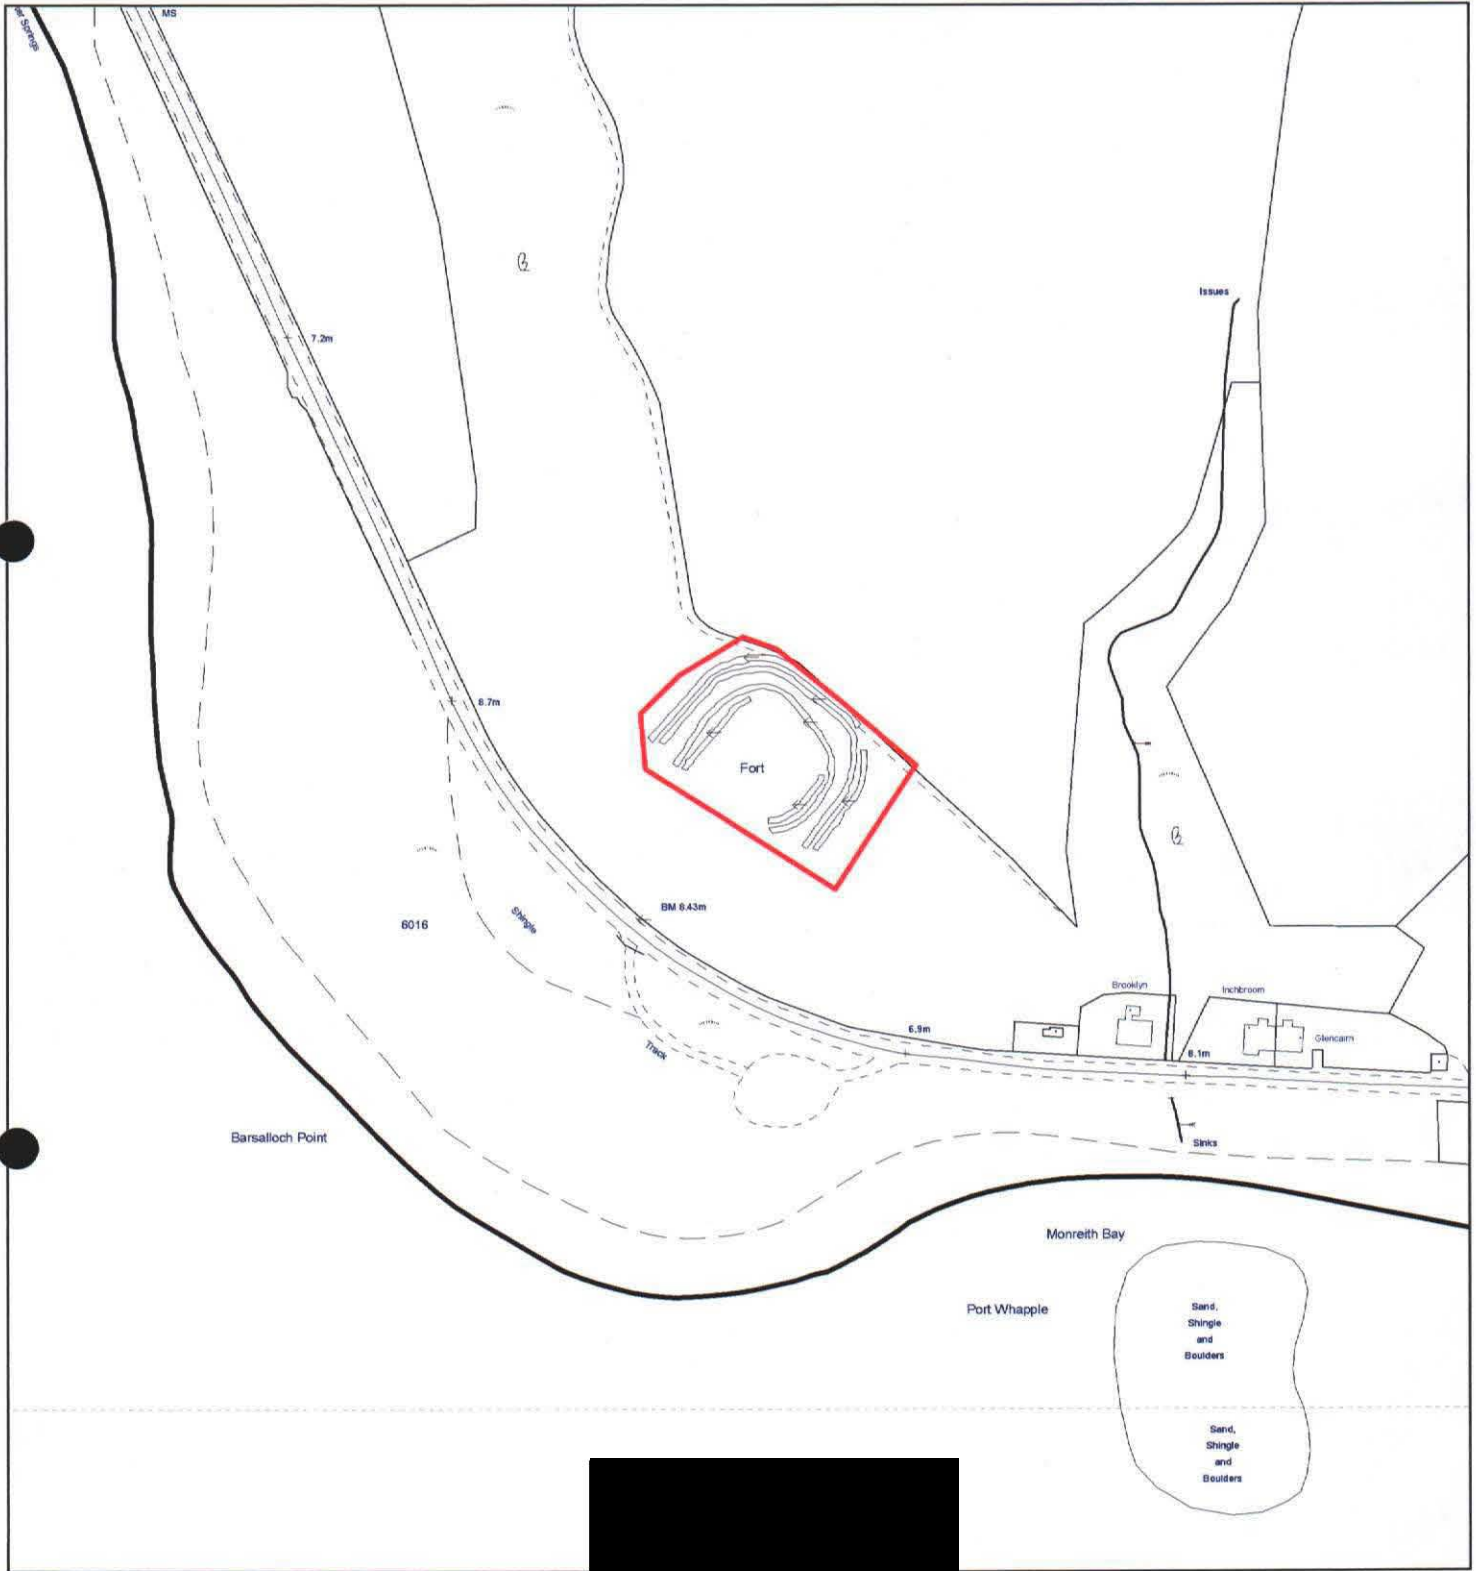 MS
Springs
Issues
7.2m
8.7m
Fort
BM 8.43m
Shingle
6016
Brooklyn
Inchbroom
6.9m
Glencairn
Track
8.1m
Barsalloch Point
Sinks
Monreith Bay
Port Whapple
Sand,
Shingle
and
Boulders
Sand,
Shingle
and
Boulders